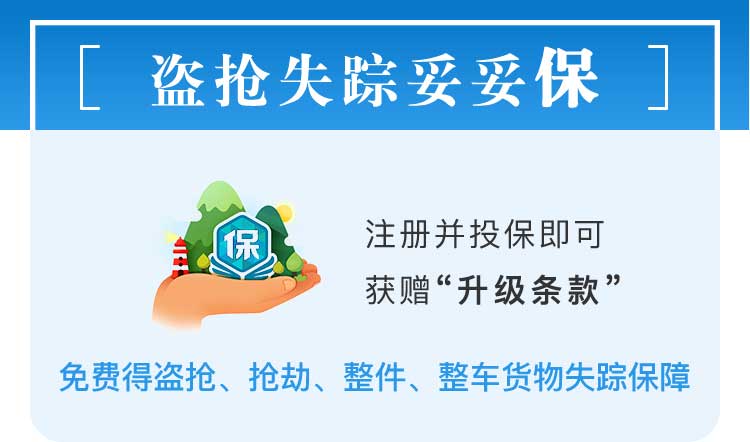 盗抢失踪妥妥保
保
注册并投保即可
获赠“升级条款”
免费得盗抢、抢劫、整件、整车货物失踪保障